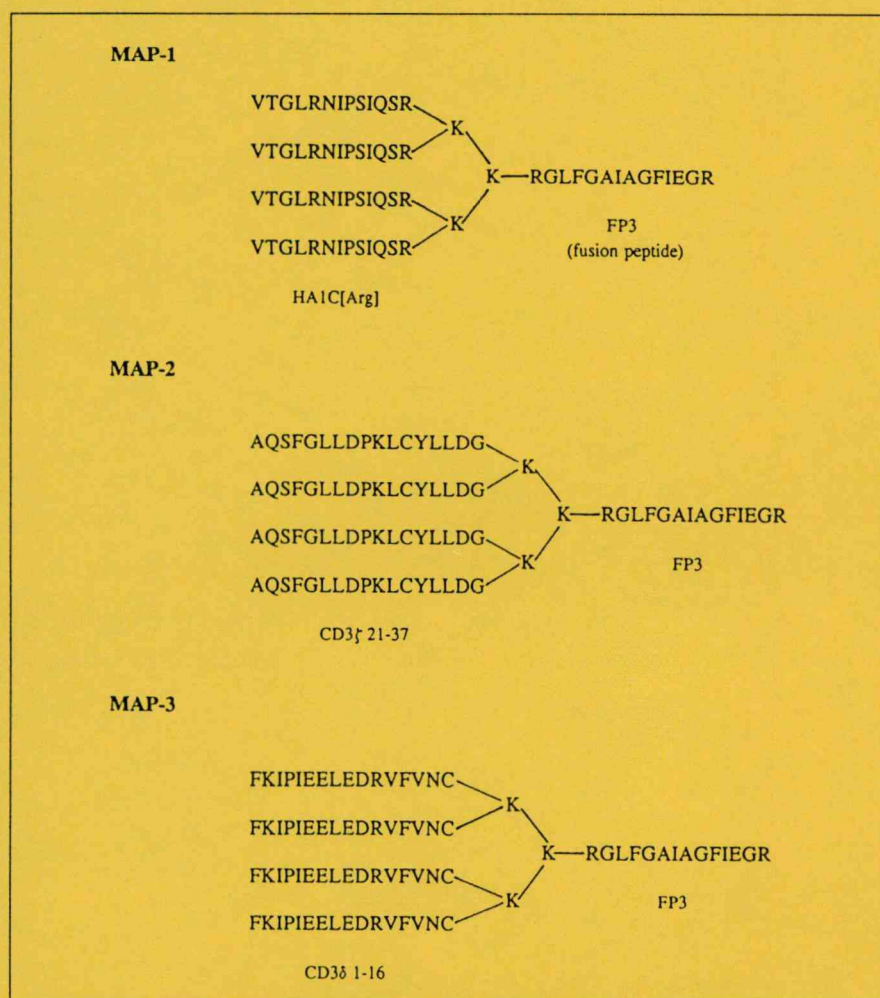 MAP-1
VTGLRNIPSIQSR
K
VTGLRNIPSIQSR
K—RGLFGAIAGFIEGR
VTGLRNIPSIQSR
K
FP3
VTGLRNIPSIQSR
(fusion peptide)
HA1C[Arg]
MAP-2
AQSFGLLDPKLCYLLDG
K
AQSFGLLDPKLCYLLDG
K—RGLFGAIAGFIEGR
AQSFGLLDPKLCYLLDG
K
FP3
AQSFGLLDPKLCYLLDG
CD3ζ 21-37
MAP-3
FKIPIEELEDRVFVNC
K
FKIPIEELEDRVFVNC
K—RGLFGAIAGFIEGR
FKIPIEELEDRVFVNC
K
FP3
FKIPIEELEDRVFVNC
CD3δ 1-16